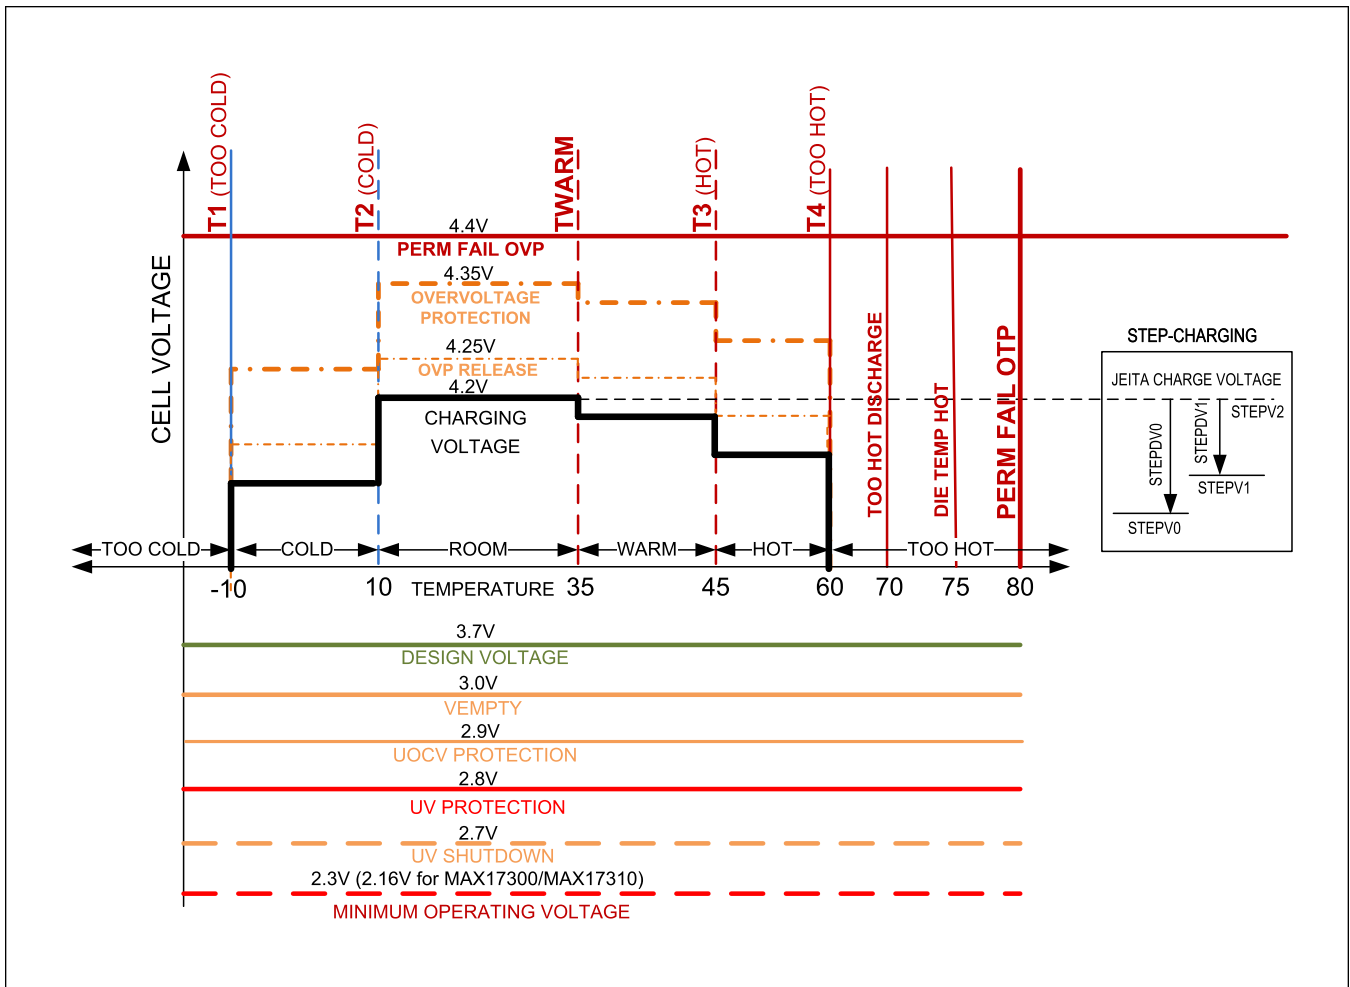 T1 (TOO COLD)
T2 (COLD)
TWARM
T3 (HOT)
T4 (TOO HOT)
4.4V
PERM FAIL OVP
4.35V
OVERVOLTAGE
PROTECTION
4.25V
OVP RELEASE
4.2V
CHARGING
VOLTAGE
CELL VOLTAGE
TOO HOT DISCHARGE
DIE TEMP HOT
PERM FAIL OTP
STEP-CHARGING
JEITA CHARGE VOLTAGE
STEPDV0
STEPDV1
STEPV2
STEPV1
STEPV0
TOO COLD
COLD
ROOM
WARM
HOT
TOO HOT
-10
10
TEMPERATURE
35
45
60
70
75
80
3.7V
DESIGN VOLTAGE
3.0V
VEMPTY
2.9V
UOCV PROTECTION
2.8V
UV PROTECTION
2.7V
UV SHUTDOWN
2.3V (2.16V for MAX17300/MAX17310)
MINIMUM OPERATING VOLTAGE